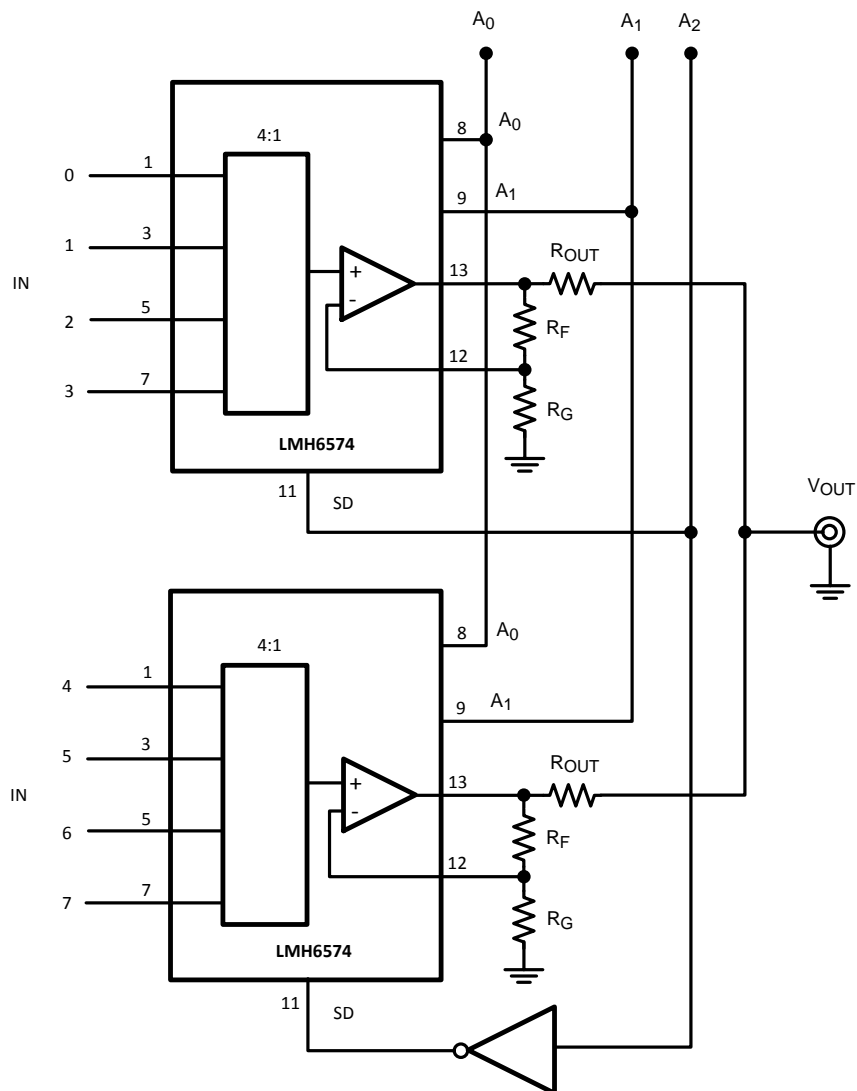 A0 A1 A2
8 A0
4:1
0 1
9 A1
1 3
ROUT
13
+
IN
-
RF
2 5
12
3 7
RG
LMH6574
11 SD
VOUT
8 A0
4:1
4 1
9 A1
5 3
ROUT
13
+
IN
-
RF
6 5
12
7 7
RG
LMH6574
11 SD